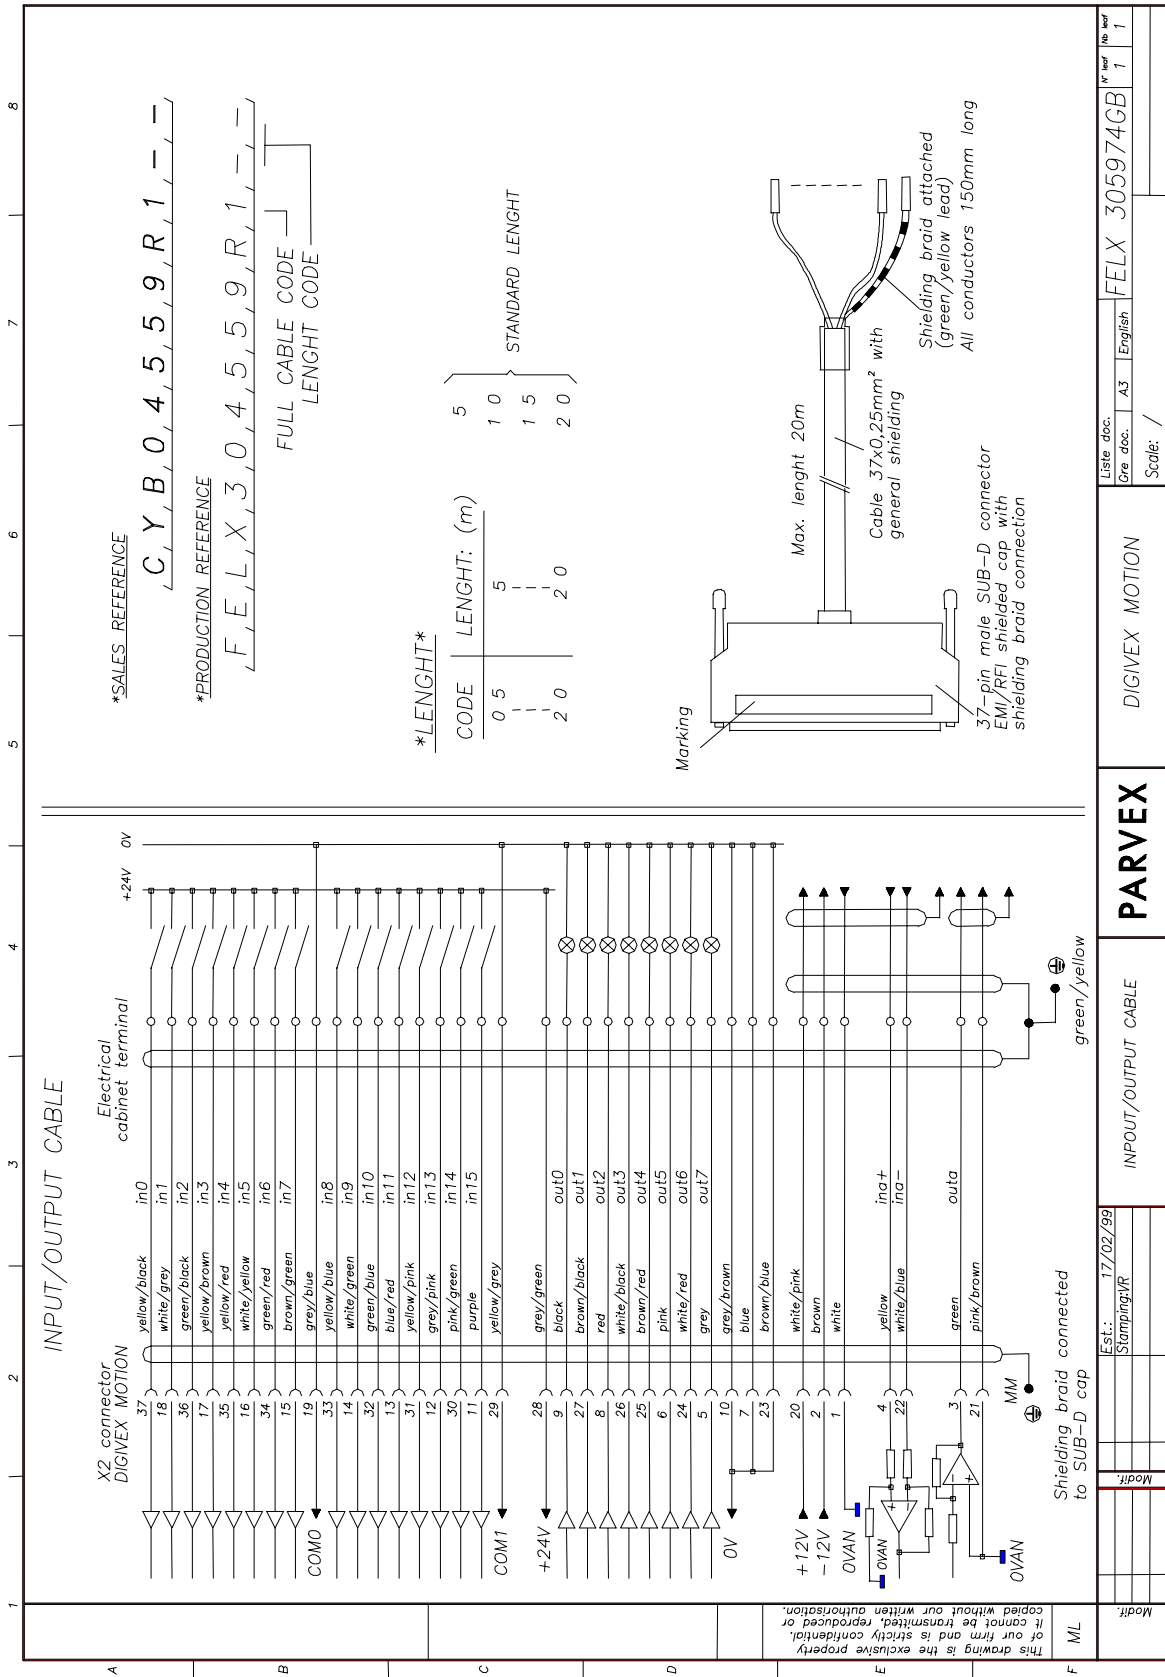 INPUT/OUTPUT CABLE
X2 connector
DIGIVEX MOTION
Electrical
cabinet terminal
+24V
0V
37 yellow/black in0
18 white/grey in1
36 green/black in2
17 yellow/brown in3
35 yellow/red in4
16 white/yellow in5
34 green/red in6
15 brown/green in7
COM0 19 grey/blue
33 yellow/blue in8
14 white/green in9
32 green/blue in10
13 blue/red in11
31 yellow/pink in12
12 grey/pink in13
30 pink/green in14
11 purple in15
COM1 29 yellow/grey
+24V 28 grey/green
9 black out0
27 brown/black out1
8 red out2
26 white/black out3
25 brown/red out4
6 pink out5
24 white/red out6
5 grey out7
0V 10 grey/brown
7 blue
23 brown/blue
+12V 20 white/pink
-12V 2 brown
0VAN 1 white
0VAN
4 yellow ina+
22 white/blue ina-
+
-
3 green outa
-
+
21 pink/brown
0VAN
MM
green/yellow
Shielding braid connected
to SUB-D cap
*SALES REFERENCE
C,Y,B,0,4,5,5,9,R,1,-,-
*PRODUCTION REFERENCE
F,E,L,X,3,0,4,5,5,9,R,1,-,-
FULL CABLE CODE
LENGHT CODE
*LENGHT*
CODE LENGHT: (m)
0 5 5
2 0 2 0
5
1 0
1 5
2 0
STANDARD LENGHT
Marking
Max. lenght 20m
Cable 37x0,25mm² with
general shielding
37-pin male SUB-D connector
EMI/RFI shielded cap with
shielding braid connection
Shielding braid attached
(green/yellow lead)
All conductors 150mm long
This drawing is the exclusive property
of our firm and is strictly confidential.
It cannot be transmitted, reproduced or
copied without our written authorisation.
ML
Modif.
Modif.
Est.: 17/02/99
Stamping:VR
INPOUT/OUTPUT CABLE
PARVEX
DIGIVEX MOTION
Liste doc.
Gre doc. A3 English
Scale: /
FELX 305974GB
N° leaf 1
Nb leaf 1
1 2 3 4 5 6 7 8
A B C D E F